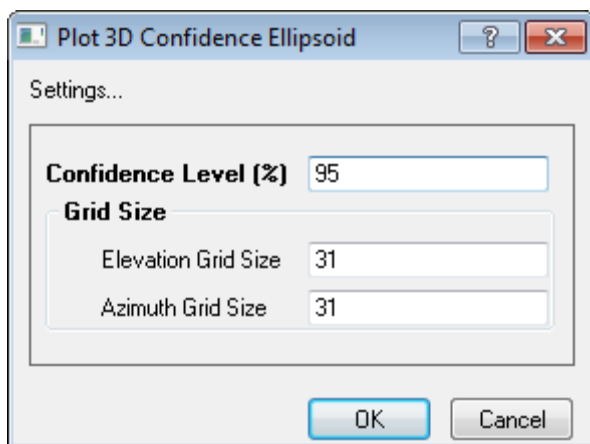 Plot 3D Confidence Ellipsoid ?
Settings...
Confidence Level (%) 95
Grid Size
Elevation Grid Size 31
Azimuth Grid Size 31
OK Cancel